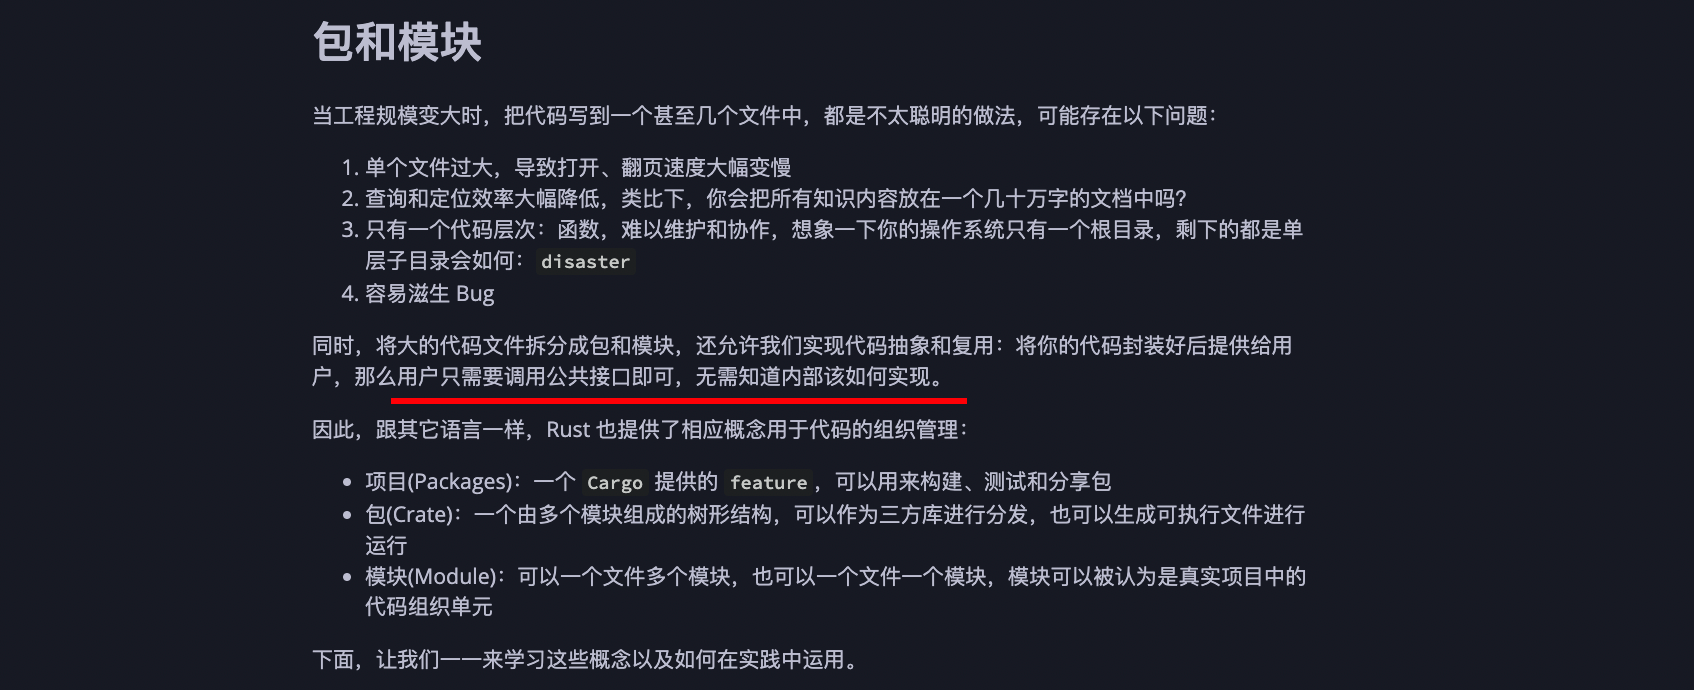 包和模块
当工程规模变大时，把代码写到一个甚至几个文件中，都是不太聪明的做法，可能存在以下问题：
1. 单个文件过大，导致打开、翻页速度大幅变慢
2. 查询和定位效率大幅降低，类比下，你会把所有知识内容放在一个几十万字的文档中吗？
3. 只有一个代码层次：函数，难以维护和协作，想象一下你的操作系统只有一个根目录，剩下的都是单
层子目录会如何：disaster
4. 容易滋生 Bug
同时，将大的代码文件拆分成包和模块，还允许我们实现代码抽象和复用：将你的代码封装好后提供给用
户，那么用户只需要调用公共接口即可，无需知道内部该如何实现。
因此，跟其它语言一样，Rust 也提供了相应概念用于代码的组织管理：
• 项目(Packages)：一个 Cargo 提供的 feature，可以用来构建、测试和分享包
• 包(Crate)：一个由多个模块组成的树形结构，可以作为三方库进行分发，也可以生成可执行文件进行
运行
• 模块(Module)：可以一个文件多个模块，也可以一个文件一个模块，模块可以被认为是真实项目中的
代码组织单元
下面，让我们一一来学习这些概念以及如何在实践中运用。